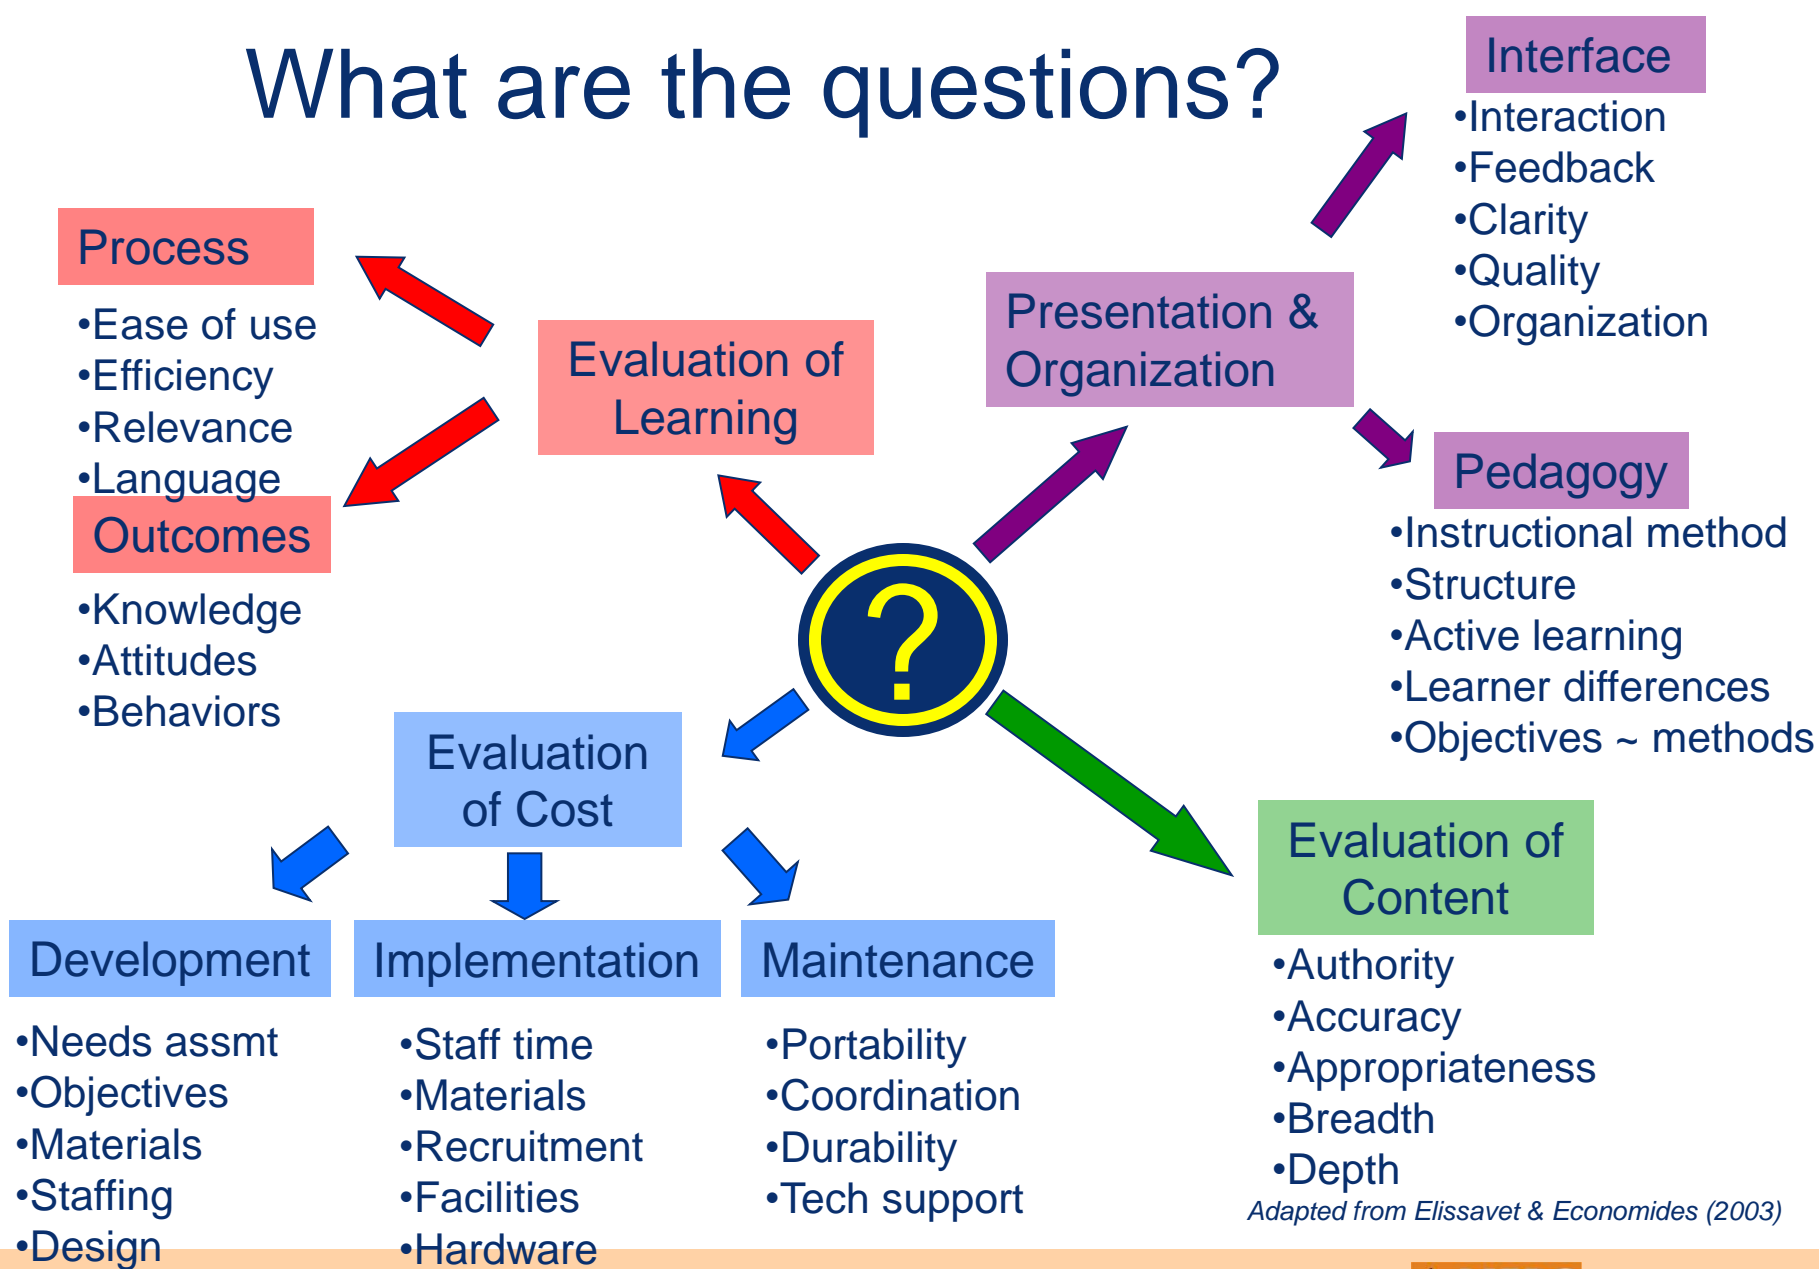 What are the questions?
Interface
•Interaction
•Feedback
•Clarity
•Quality
•Organization
Process
•Ease of use
•Efficiency
•Relevance
•Language
Outcomes
•Knowledge
•Attitudes
•Behaviors
Evaluation of
Learning
Presentation &
Organization
Pedagogy
•Instructional method
•Structure
•Active learning
•Learner differences
•Objectives ~ methods
?
Evaluation
of Cost
Development
•Needs assmt
•Objectives
•Materials
•Staffing
•Design
Implementation
•Staff time
•Materials
•Recruitment
•Facilities
•Hardware
Maintenance
•Portability
•Coordination
•Durability
•Tech support
Evaluation of
Content
•Authority
•Accuracy
•Appropriateness
•Breadth
•Depth
Adapted from Elissavet & Economides (2003)